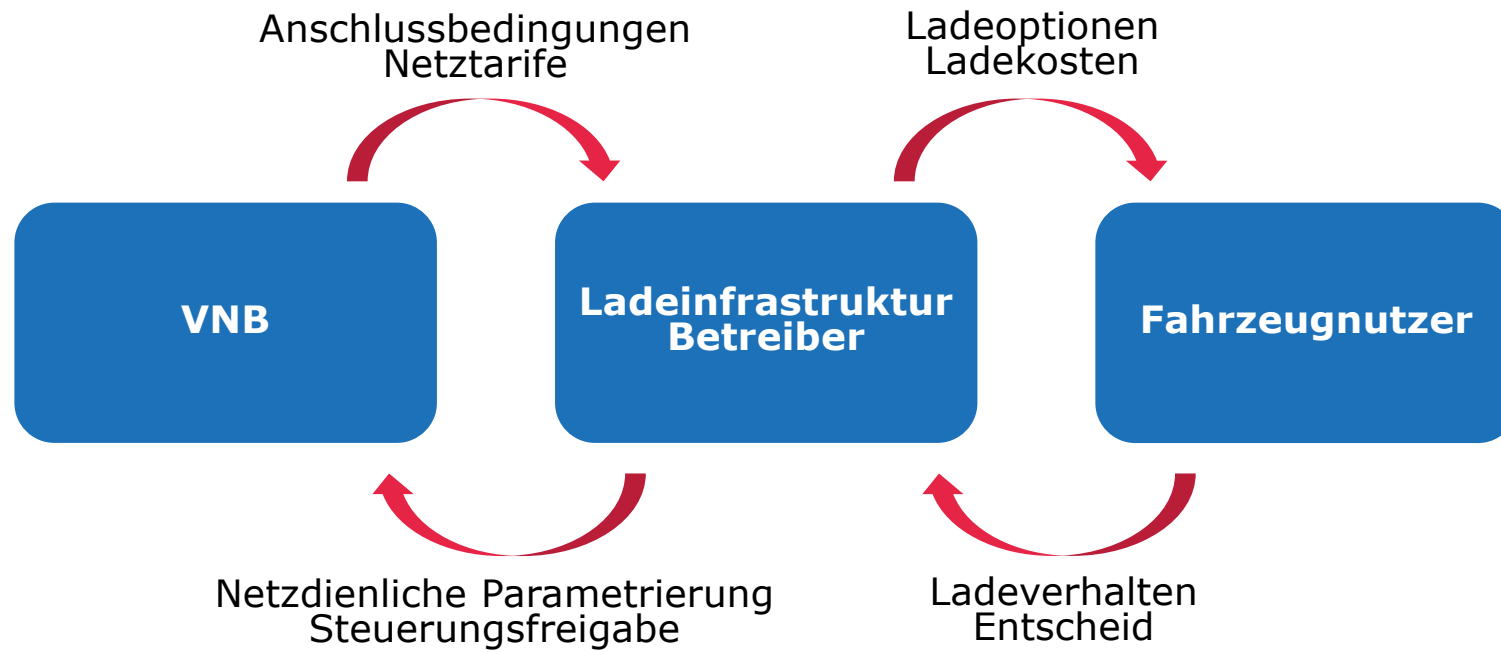 Anschlussbedingungen
Netztarife
Ladeoptionen
Ladekosten
VNB
Ladeinfrastruktur
Betreiber
Fahrzeugnutzer
Netzdienliche Parametrierung
Steuerungsfreigabe
Ladeverhalten
Entscheid